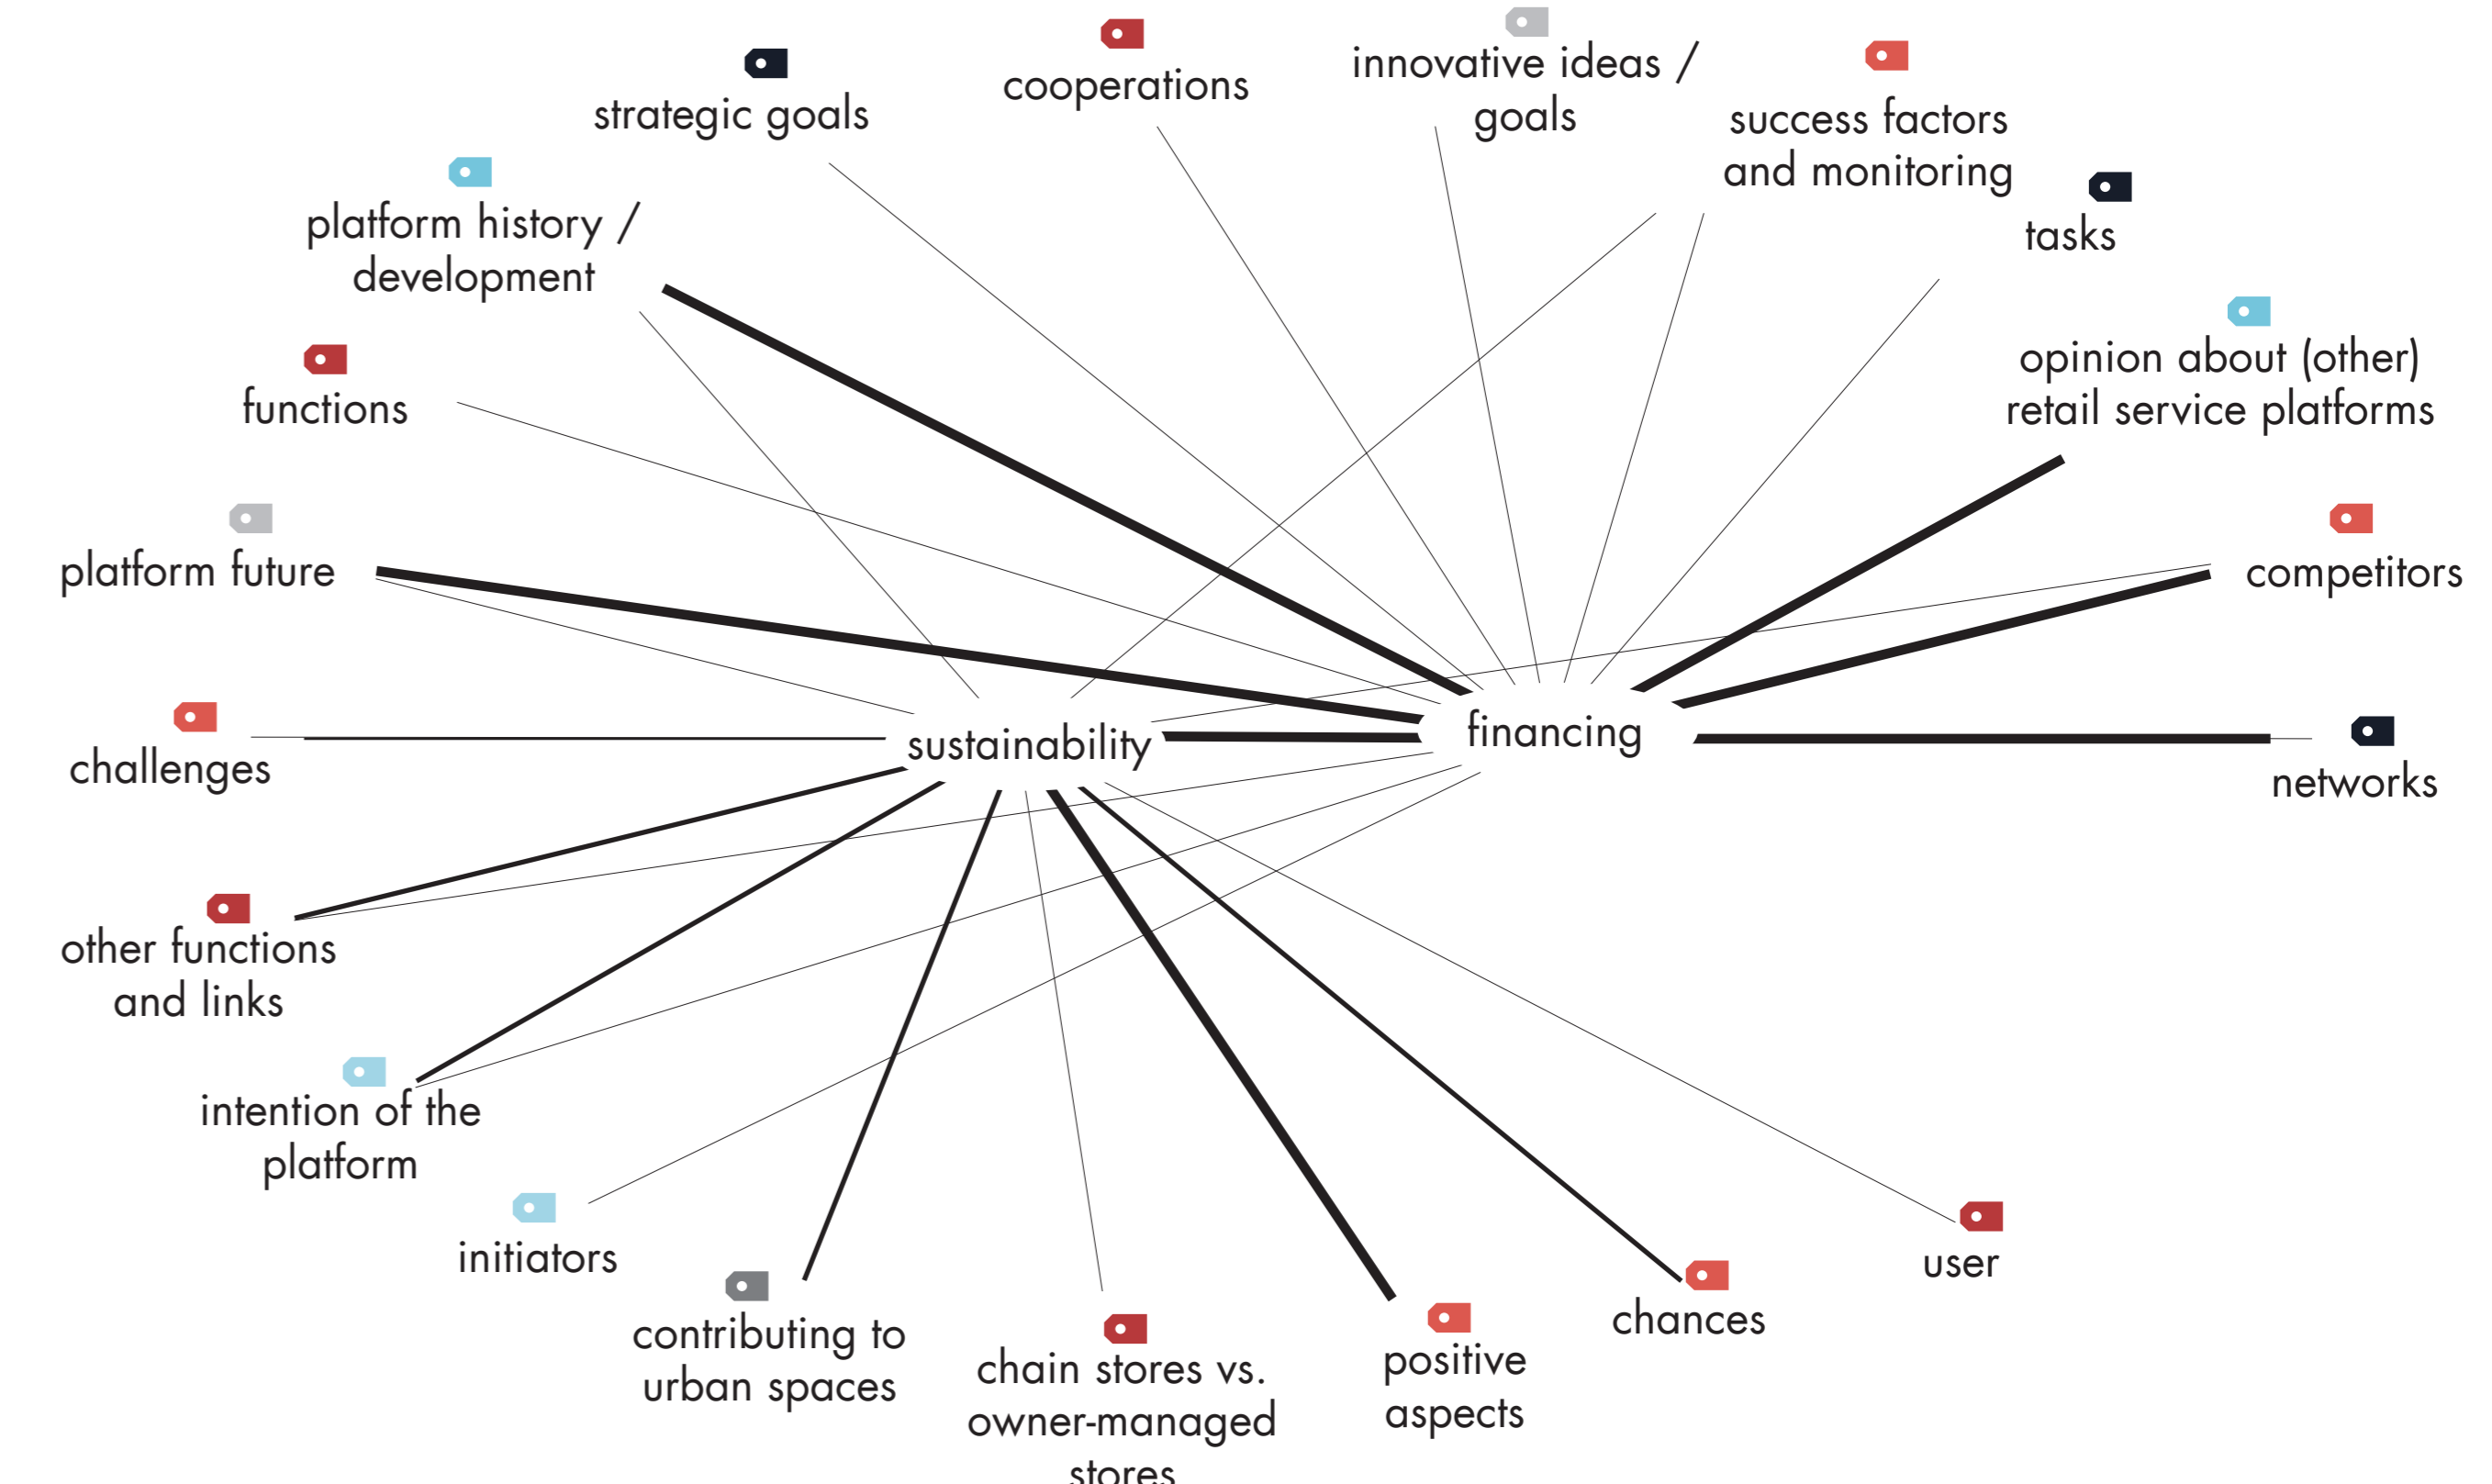 cooperations
innovative ideas /
goals
strategic goals
success factors
and monitoring
platform history /
development
tasks
functions
opinion about (other)
retail service platforms
platform future
competitors
challenges
sustainability
financing
networks
other functions
and links
intention of the
platform
initiators
contributing to
urban spaces
chain stores vs.
owner-managed
stores
positive
aspects
chances
user